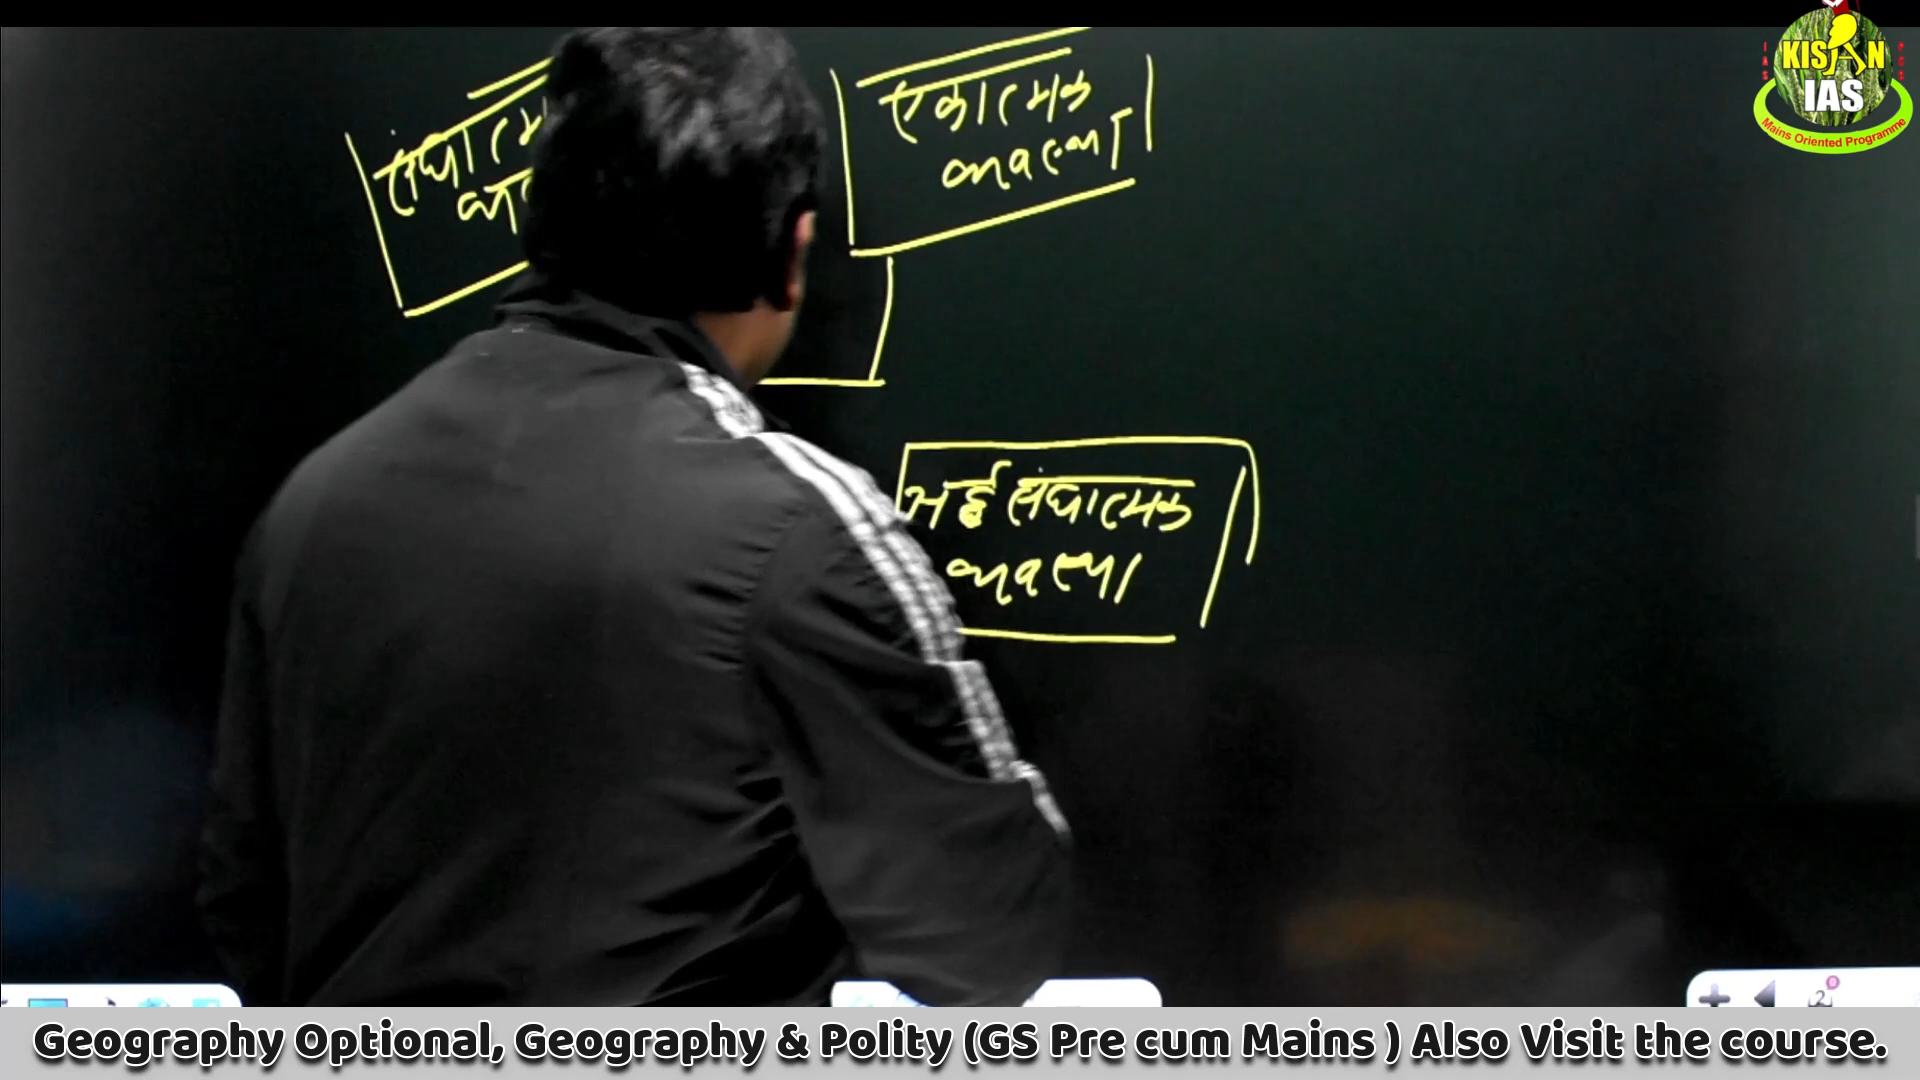 एकात्मक
व्यवस्था
अर्द्ध संघात्मक
व्यवस्था
KISAN
IAS
Mains Oriented Programme
2
Geography Optional, Geography & Polity (GS Pre cum Mains ) Also Visit the course.